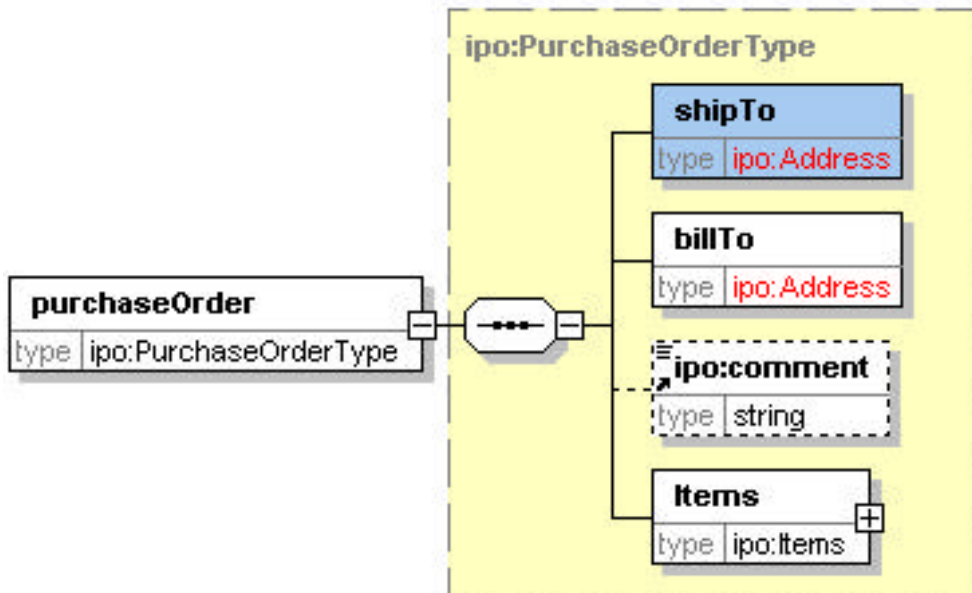 ipo:PurchaseOrderType
shipTo
type ipo:Address
billTo
type ipo:Address
purchaseOrder
type ipo:PurchaseOrderType
ipo:comment
type string
Items
type ipo:Items